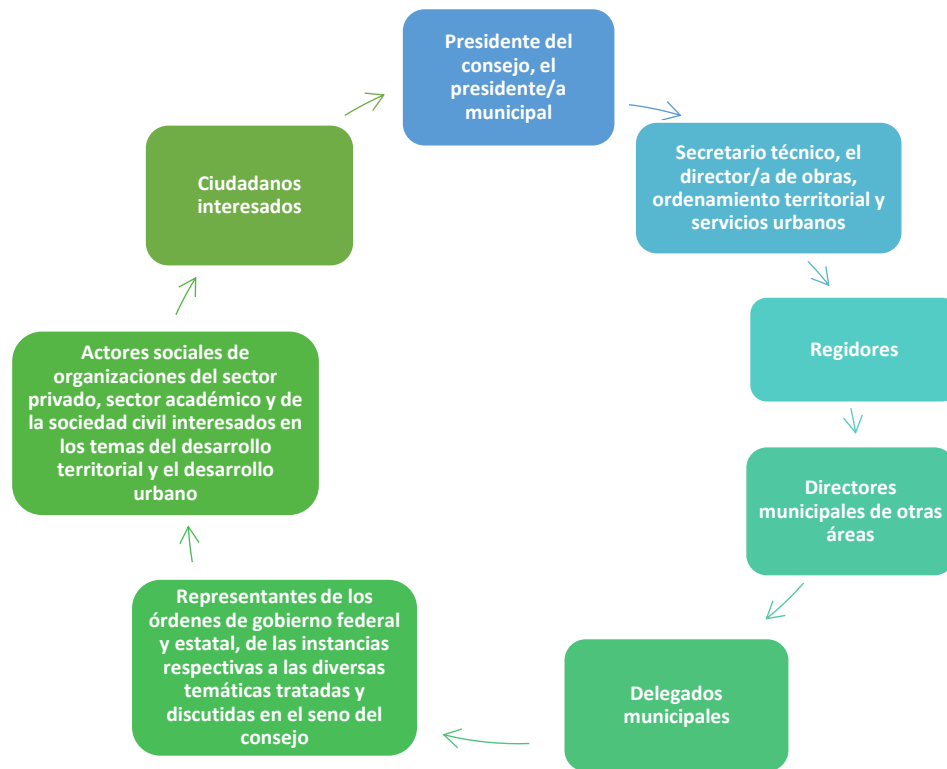 Presidente del
consejo, el
presidente/a
municipal
Secretario técnico, el
director/a de obras,
ordenamiento territorial y
servicios urbanos
Regidores
Directores
municipales de otras
áreas
Delegados
municipales
Representantes de los
órdenes de gobierno federal
y estatal, de las instancias
respectivas a las diversas
temáticas tratadas y
discutidas en el seno del
consejo
Actores sociales de
organizaciones del sector
privado, sector académico y de
la sociedad civil interesados en
los temas del desarrollo
territorial y el desarrollo
urbano
Ciudadanos
interesados